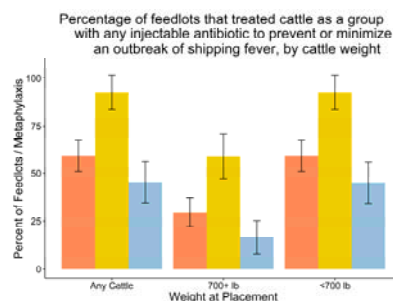 Percentage of feedlots that treated cattle as a group
with any injectable antibiotic to prevent or minimize
an outbreak of shipping fever, by cattle weight
Percent of Feedlots / Metaphylaxis
100
75
50
25
0
Any Cattle
700+ lb
<700 lb
Weight at Placement